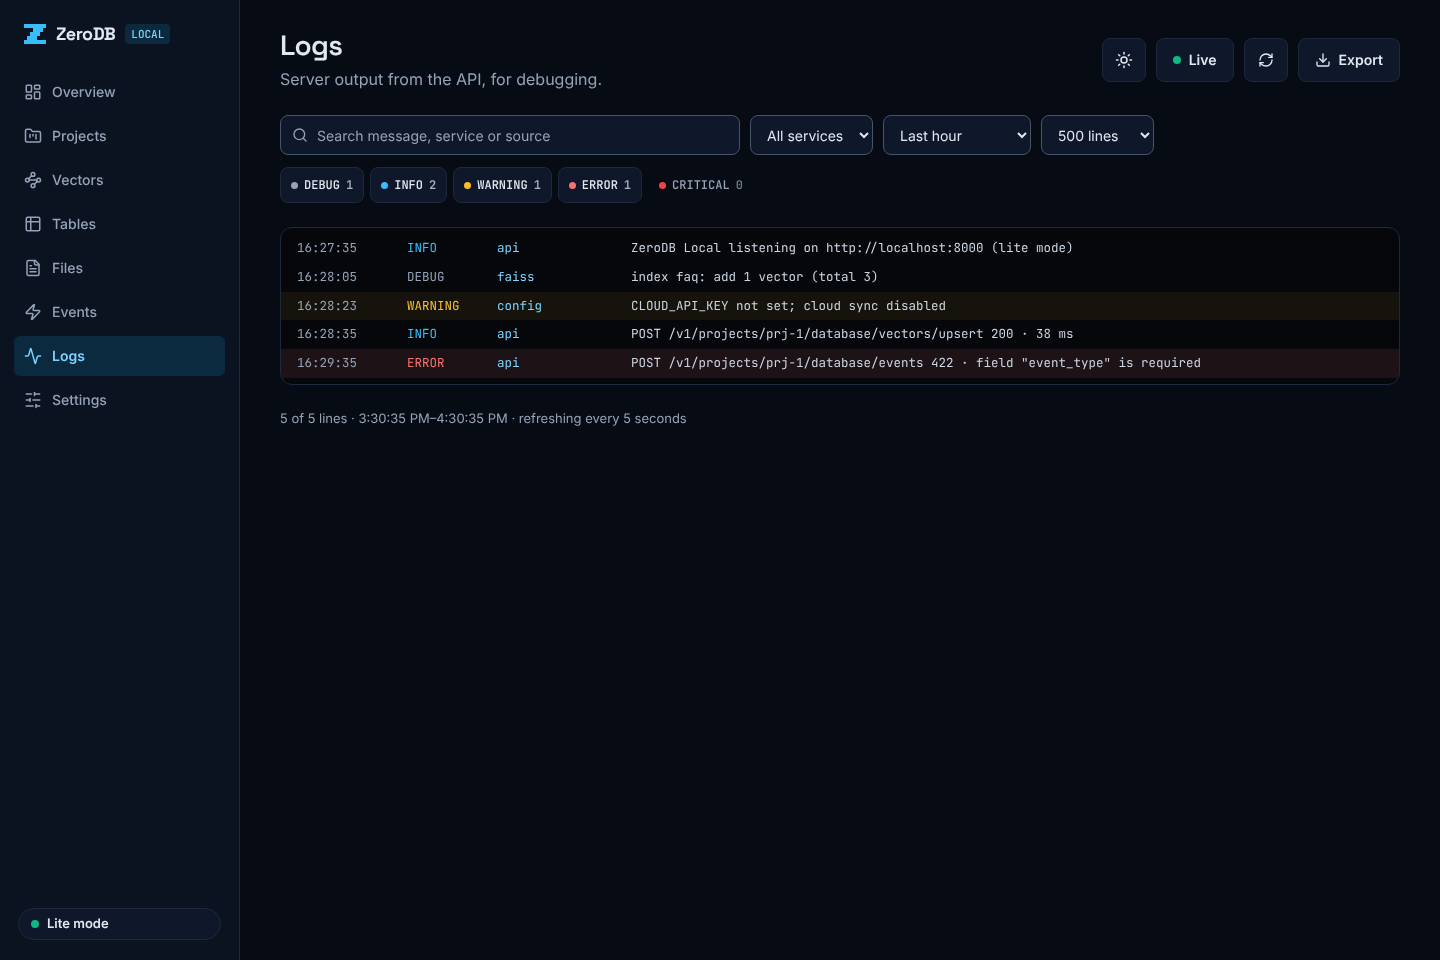 ZeroDB LOCAL
Overview
Projects
Vectors
Tables
Files
Events
Logs
Settings
Lite mode
Logs
Server output from the API, for debugging.
Live
Export
Search message, service or source
All services
Last hour
500 lines
DEBUG 1
INFO 2
WARNING 1
ERROR 1
CRITICAL 0
16:27:35 INFO api ZeroDB Local listening on http://localhost:8000 (lite mode)
16:28:05 DEBUG faiss index faq: add 1 vector (total 3)
16:28:23 WARNING config CLOUD_API_KEY not set; cloud sync disabled
16:28:35 INFO api POST /v1/projects/prj-1/database/vectors/upsert 200 · 38 ms
16:29:35 ERROR api POST /v1/projects/prj-1/database/events 422 · field "event_type" is required
5 of 5 lines · 3:30:35 PM–4:30:35 PM · refreshing every 5 seconds